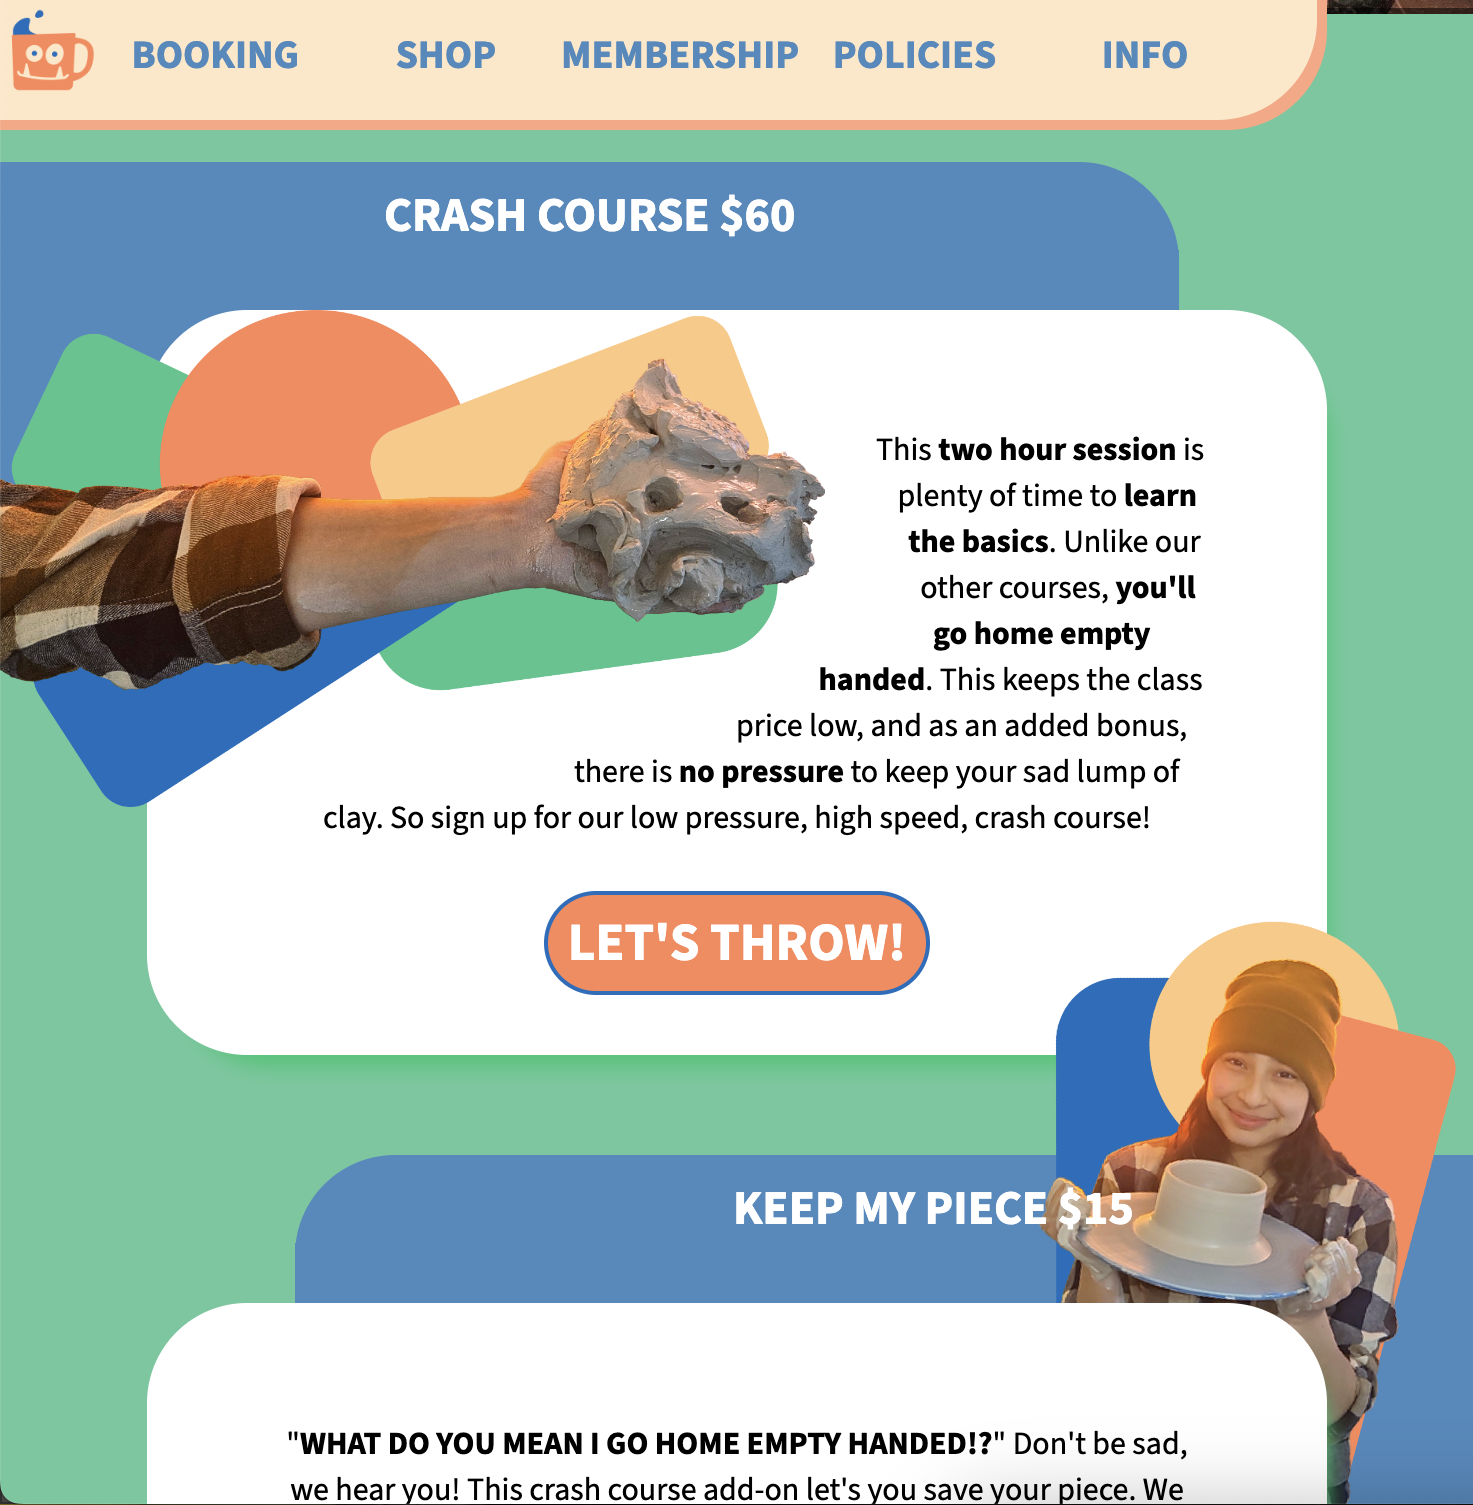 BOOKING SHOP MEMBERSHIP POLICIES INFO
CRASH COURSE $60
This two hour session is
plenty of time to learn
the basics. Unlike our
other courses, you'll
go home empty
handed. This keeps the class
price low, and as an added bonus,
there is no pressure to keep your sad lump of
clay. So sign up for our low pressure, high speed, crash course!
LET'S THROW!
KEEP MY PIECE $15
"WHAT DO YOU MEAN I GO HOME EMPTY HANDED!?" Don't be sad,
we hear you! This crash course add-on let's you save your piece. We